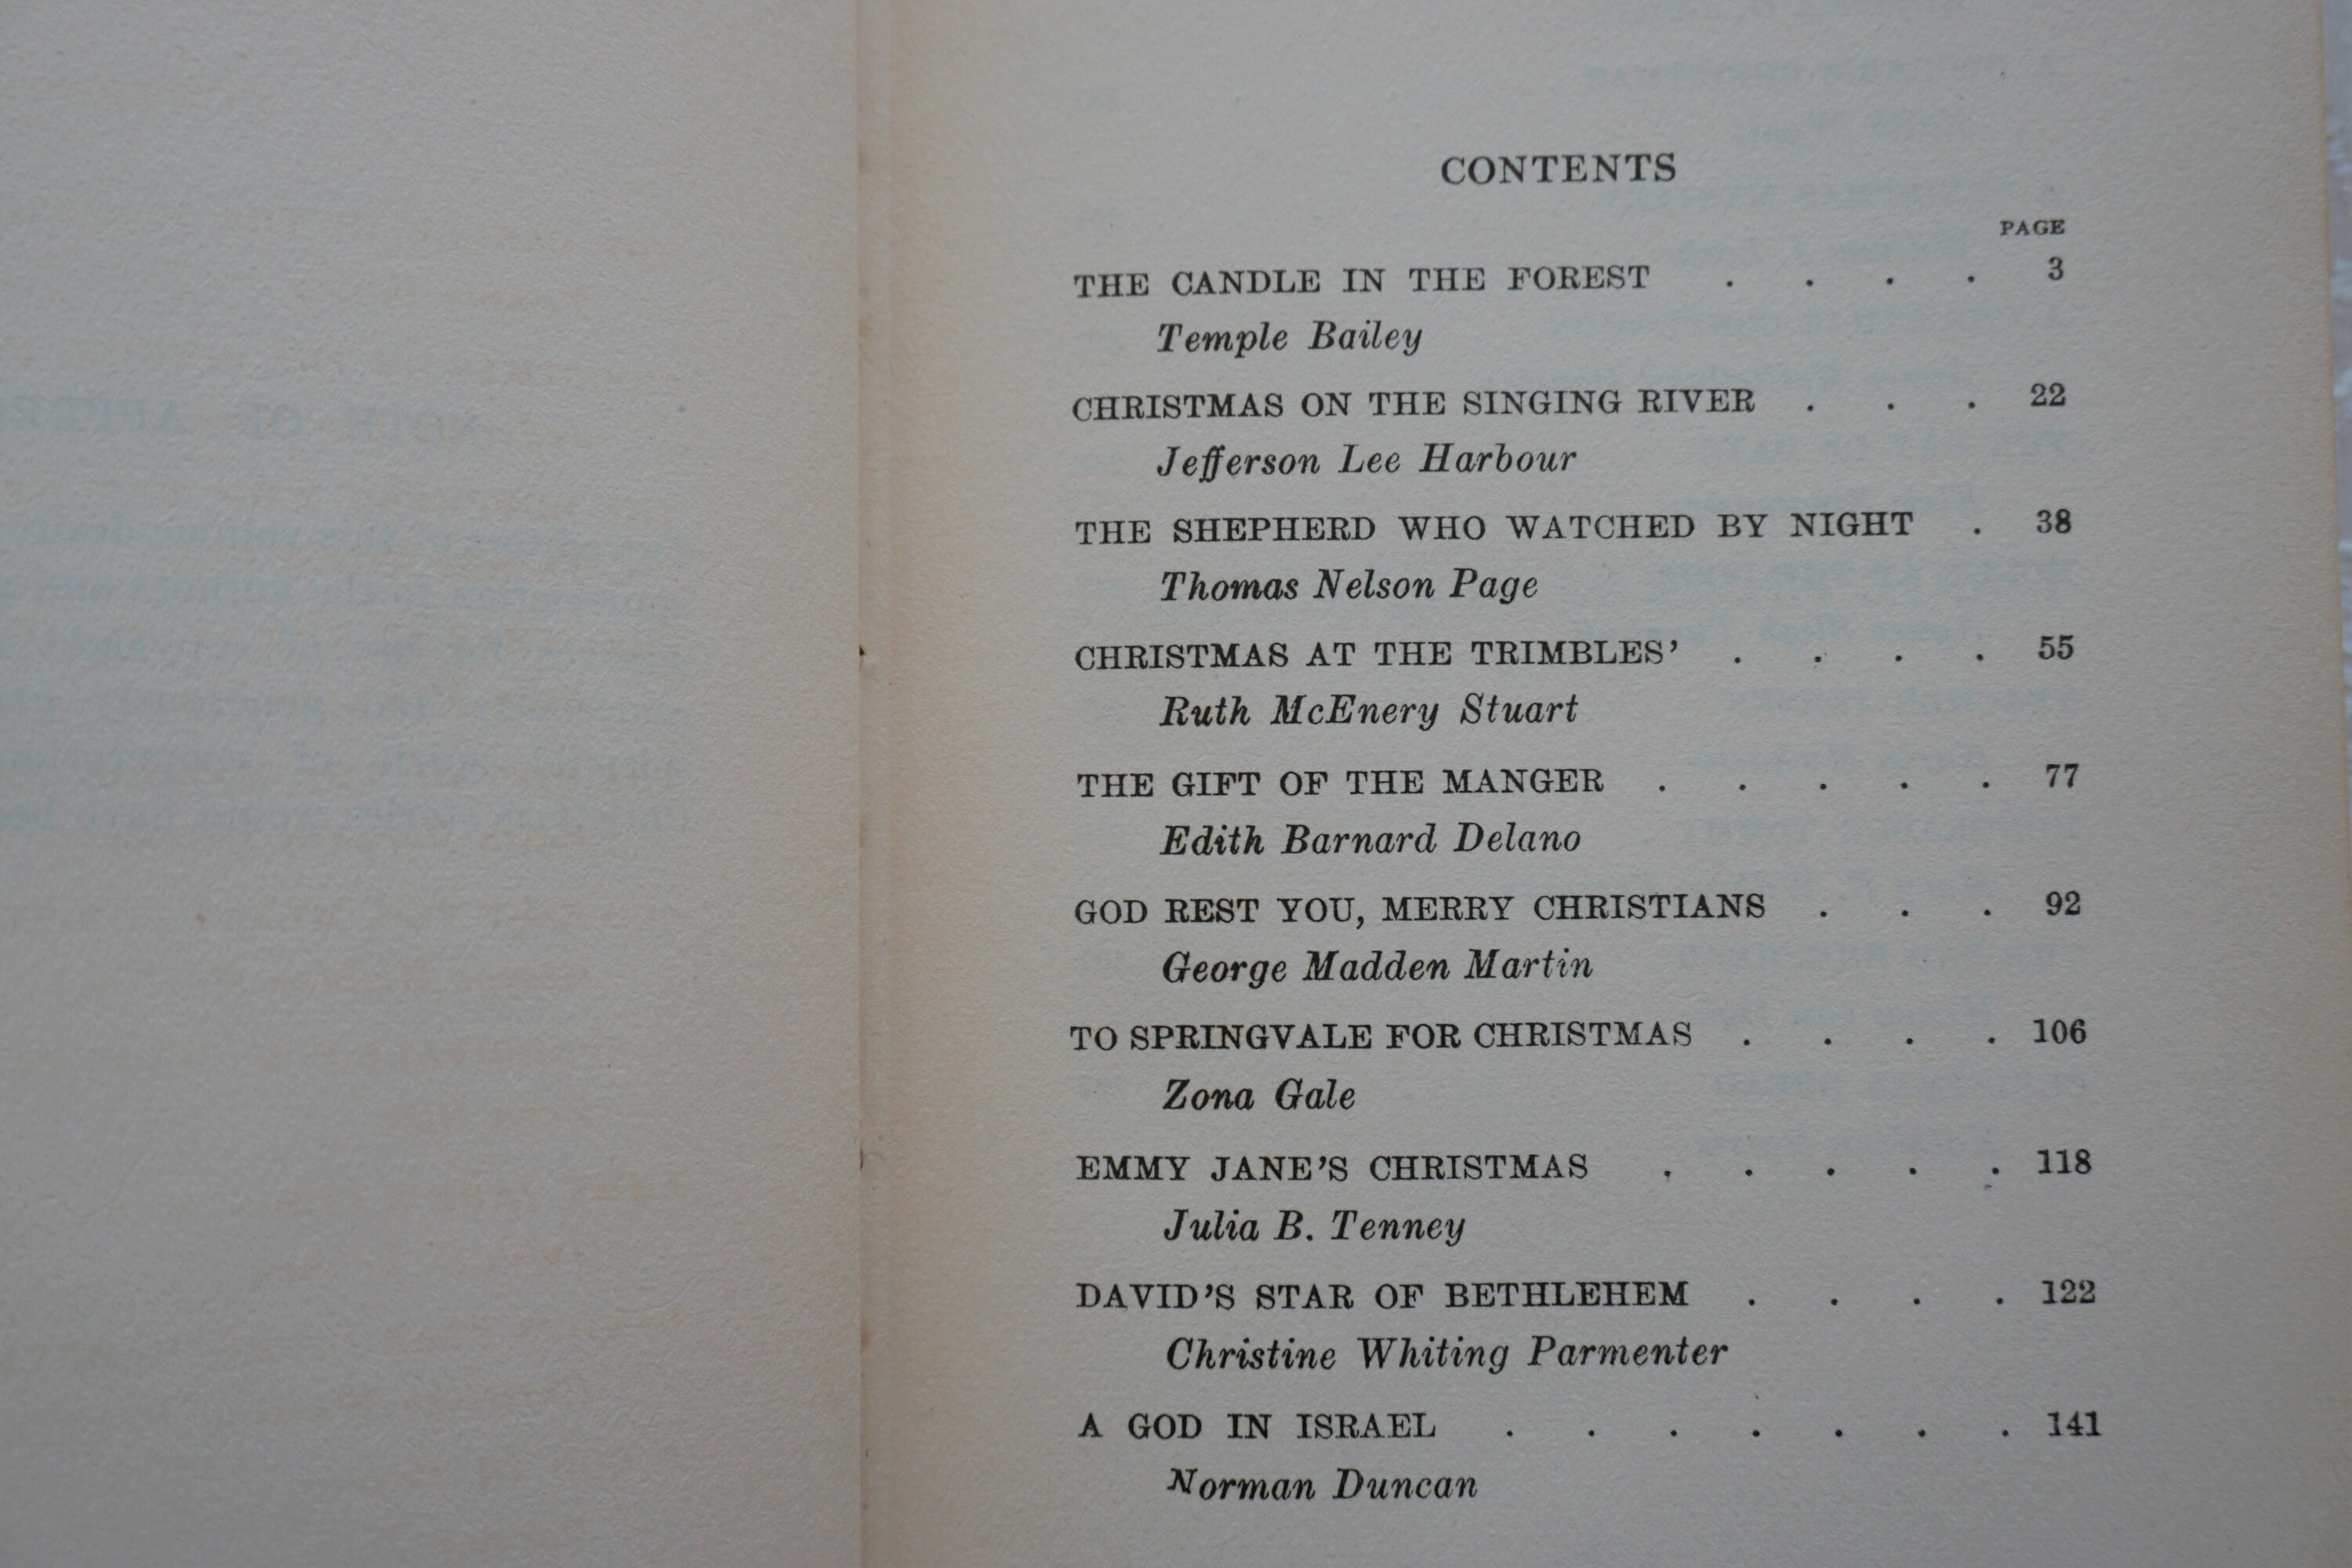 CONTENTS
PAGE
THE CANDLE IN THE FOREST . . . . 3
Temple Bailey
CHRISTMAS ON THE SINGING RIVER . . . 22
Jefferson Lee Harbour
THE SHEPHERD WHO WATCHED BY NIGHT . 38
Thomas Nelson Page
CHRISTMAS AT THE TRIMBLES' . . . . 55
Ruth McEnery Stuart
THE GIFT OF THE MANGER . . . . . 77
Edith Barnard Delano
GOD REST YOU, MERRY CHRISTIANS . . . 92
George Madden Martin
TO SPRINGVALE FOR CHRISTMAS . . . . 106
Zona Gale
EMMY JANE'S CHRISTMAS . . . . . 118
Julia B. Tenney
DAVID'S STAR OF BETHLEHEM . . . . 122
Christine Whiting Parmenter
A GOD IN ISRAEL . . . . . . . 141
Norman Duncan